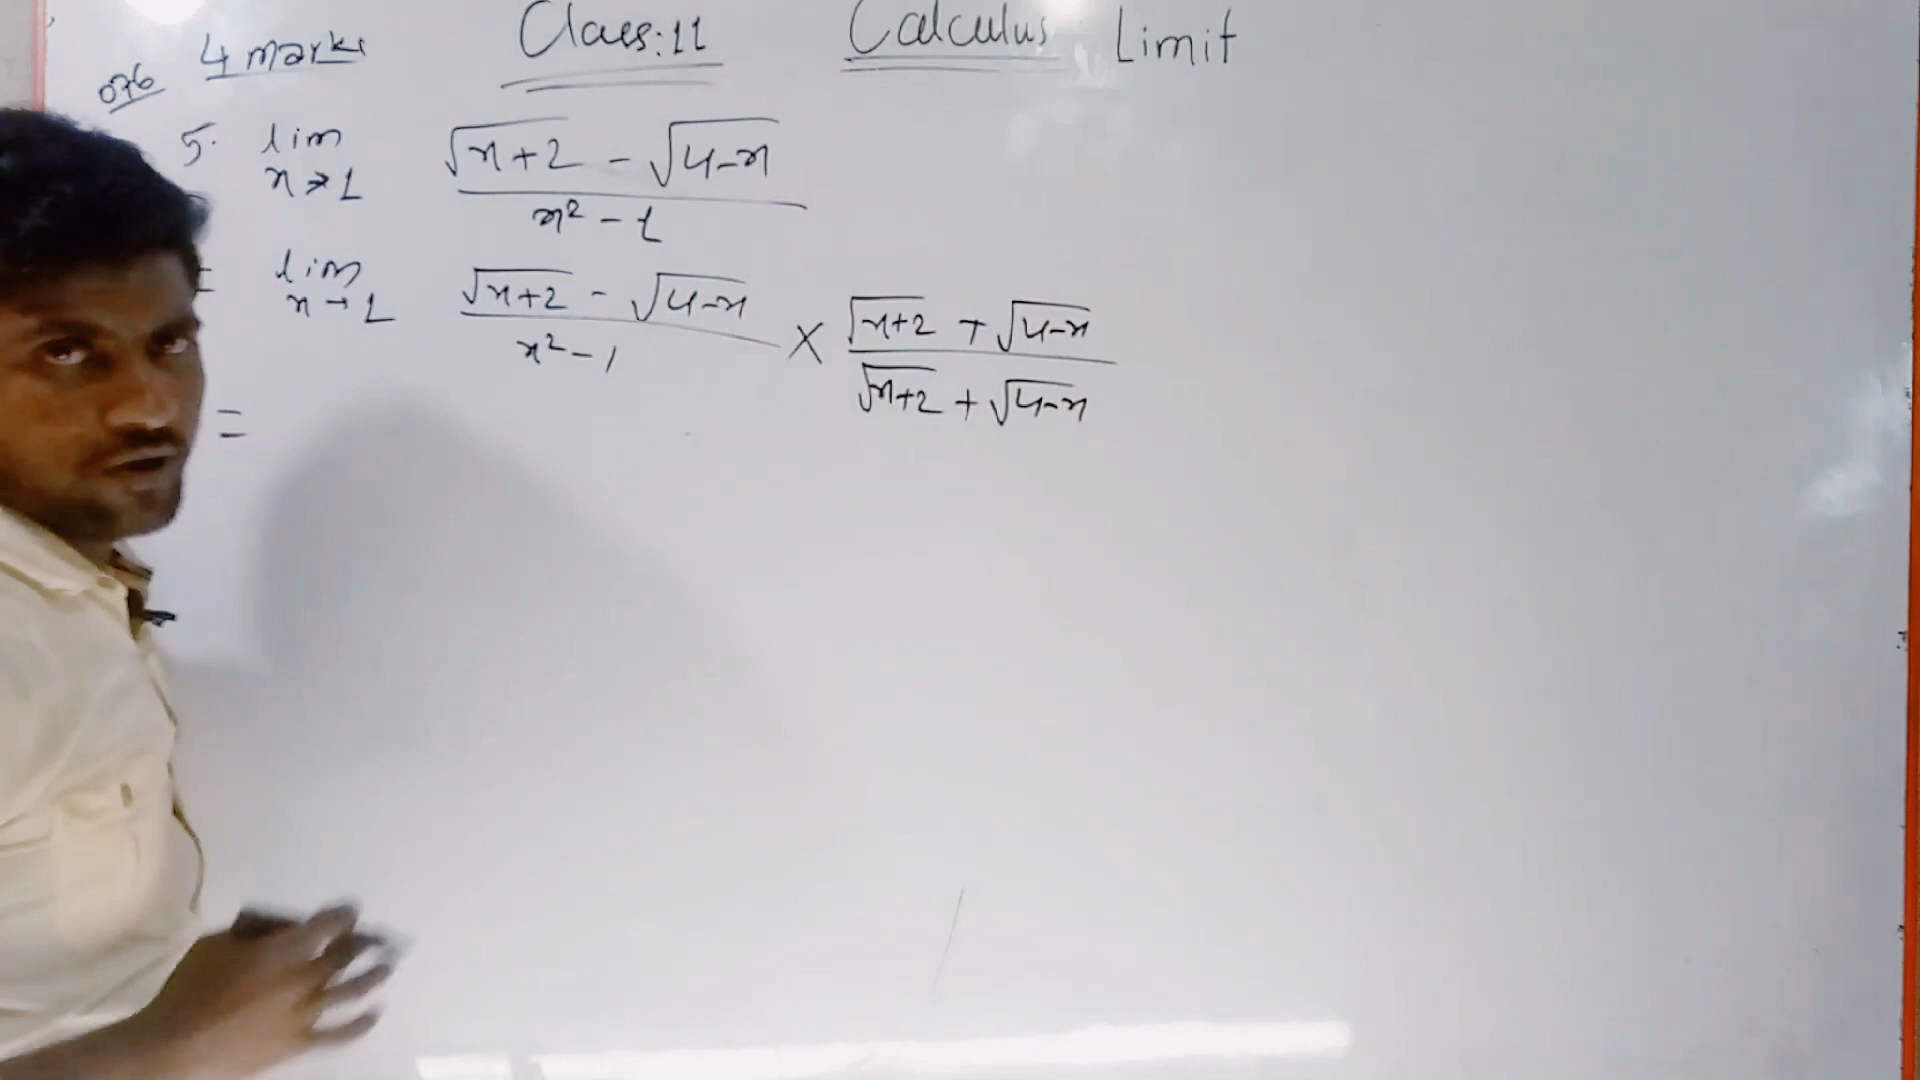 4 marks Class:11 Calculus Limit
076
5. lim x→1 (√(x+2) - √(4-x)) / (x² - 1)
= lim x→1 (√(x+2) - √(4-x)) / (x² - 1) × (√(x+2) + √(4-x)) / (√(x+2) + √(4-x))
=